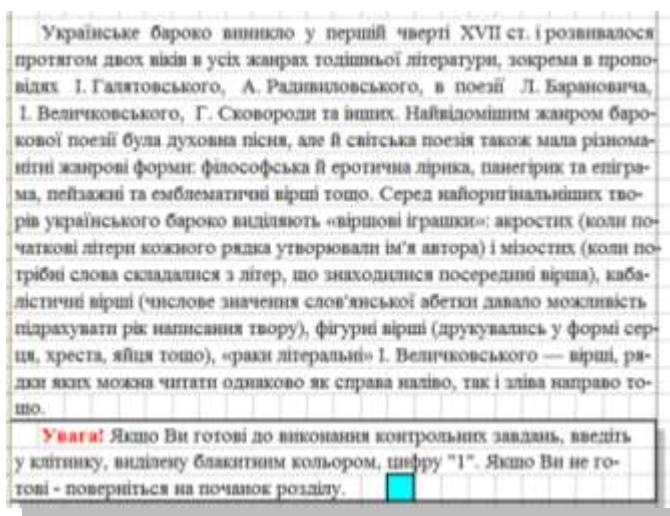 Українське бароко виникло у першій чверті XVII ст. і розвивалося
протягом двох віків в усіх жанрах тодішньої літератури, зокрема в пропо-
відях І. Галятовського, А. Радивиловського, в поезії Л. Барановича,
І. Величковського, Г. Сковороди та інших. Найвідомішим жанром баро-
кової поезії була духовна пісня, але й світська поезія також мала різнома-
нітні жанрові форми: філософська й еротична лірика, панегірик та епігра-
ма, пейзажні та емблематичні вірші тощо. Серед найоригінальніших тво-
рів українського бароко виділяють «віршові іграшки»: акростих (коли по-
чаткові літери кожного рядка утворювали ім'я автора) і мізостих (коли по-
трібні слова складалися з літер, що знаходилися посередині вірша), каба-
лістичні вірші (числове значення слов'янської абетки давало можливість
підрахувати рік написання твору), фігурні вірші (друкувались у формі сер-
ця, хреста, яйця тощо), «раки літеральні» І. Величковського — вірші, ря-
дки яких можна читати однаково як справа наліво, так і зліва направо то-
що.
Увага! Якщо Ви готові до виконання контрольних завдань, введіть
у клітинку, виділену блакитним кольором, цифру "1". Якщо Ви не го-
тові - поверніться на початок розділу.